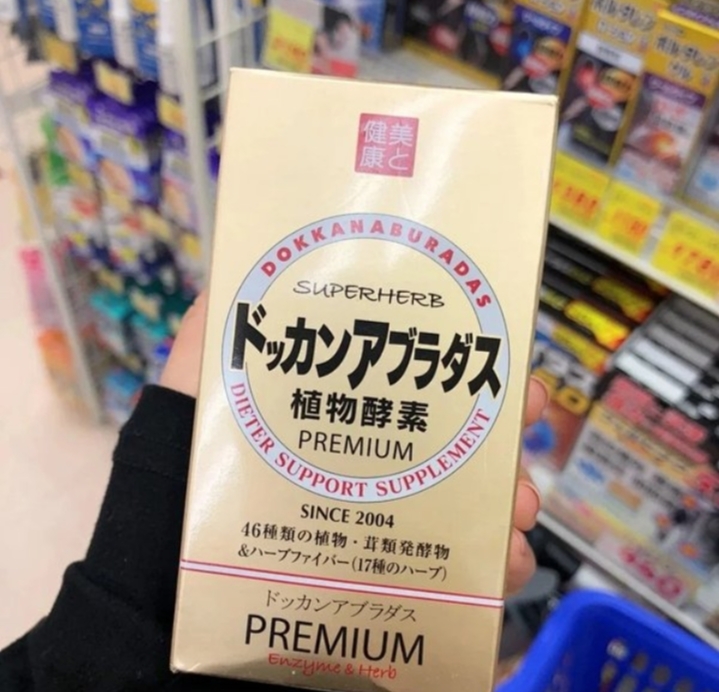 美と
健康
DOKKANABURADAS
SUPERHERB
ドッカンアブラダス
植物酵素
PREMIUM
DIETER SUPPORT SUPPLEMENT
SINCE 2004
46種類の植物・茸類発酵物
&ハーブファイバー(17種のハーブ)
ドッカンアブラダス
PREMIUM
Enzyme & Herb